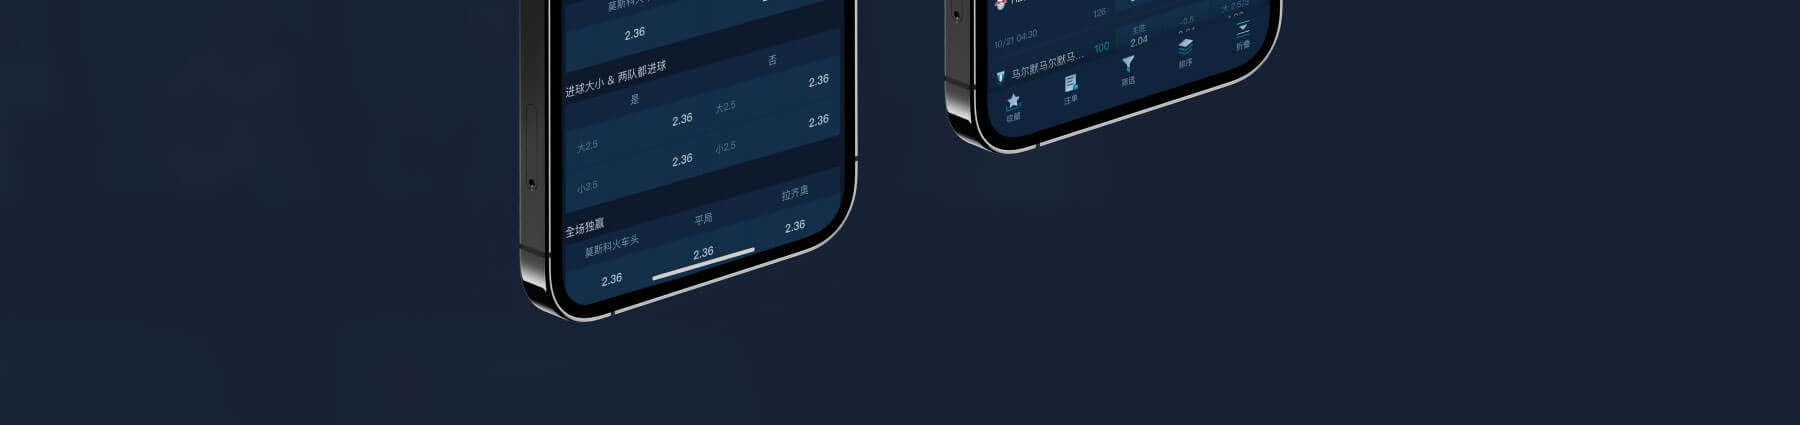 莫斯科火车
2.36
进球大小 & 两队都进球
是 否
大2.5 2.36 大2.5 2.36
小2.5 2.36 小2.5 2.36
全场独赢
莫斯科火车头 平局 拉齐奥
2.36 2.36 2.36
126
10/21 04:30
主胜 -0.5
2.04
马尔默马尔默马... 100
收藏 注单 筛选 排序 折叠